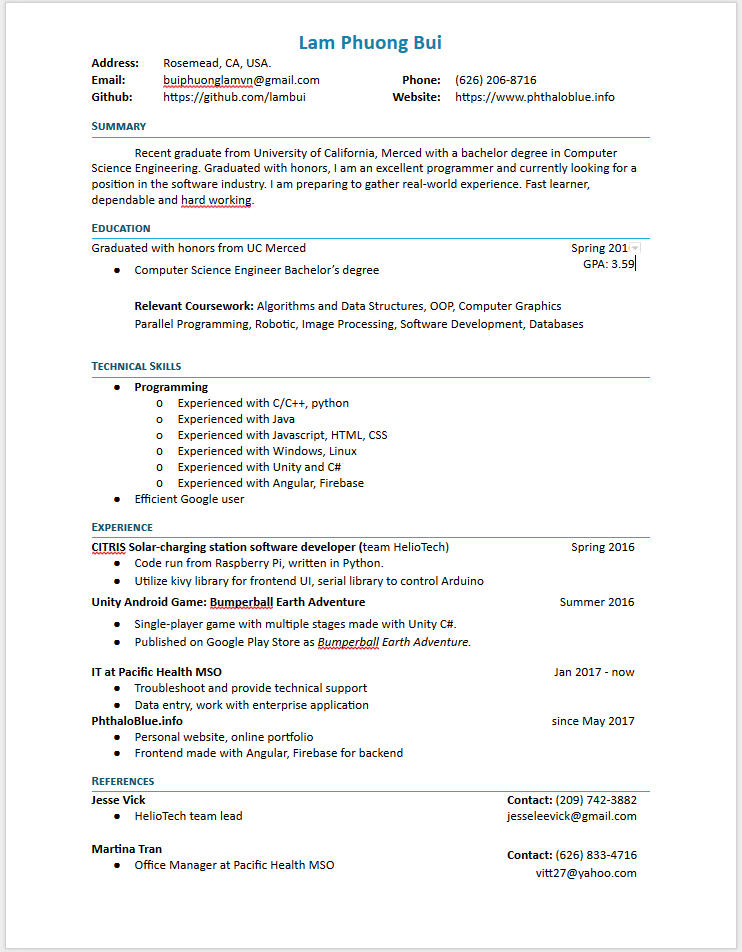 Lam Phuong Bui
Address: Rosemead, CA, USA.
Email: buiphuonglamvn@gmail.com Phone: (626) 206-8716
Github: https://github.com/lambui Website: https://www.phthaloblue.info
SUMMARY
Recent graduate from University of California, Merced with a bachelor degree in Computer
Science Engineering. Graduated with honors, I am an excellent programmer and currently looking for a
position in the software industry. I am preparing to gather real-world experience. Fast learner,
dependable and hard working.
EDUCATION
Graduated with honors from UC Merced Spring 201
GPA: 3.59
● Computer Science Engineer Bachelor’s degree
Relevant Coursework: Algorithms and Data Structures, OOP, Computer Graphics
Parallel Programming, Robotic, Image Processing, Software Development, Databases
TECHNICAL SKILLS
● Programming
o Experienced with C/C++, python
o Experienced with Java
o Experienced with Javascript, HTML, CSS
o Experienced with Windows, Linux
o Experienced with Unity and C#
o Experienced with Angular, Firebase
● Efficient Google user
EXPERIENCE
CITRIS Solar-charging station software developer (team HelioTech) Spring 2016
● Code run from Raspberry Pi, written in Python.
● Utilize kivy library for frontend UI, serial library to control Arduino
Unity Android Game: Bumperball Earth Adventure Summer 2016
● Single-player game with multiple stages made with Unity C#.
● Published on Google Play Store as Bumperball Earth Adventure.
IT at Pacific Health MSO Jan 2017 - now
● Troubleshoot and provide technical support
● Data entry, work with enterprise application
PhthaloBlue.info since May 2017
● Personal website, online portfolio
● Frontend made with Angular, Firebase for backend
REFERENCES
Jesse Vick Contact: (209) 742-3882
● HelioTech team lead jesseleevick@gmail.com
Martina Tran Contact: (626) 833-4716
● Office Manager at Pacific Health MSO vitt27@yahoo.com